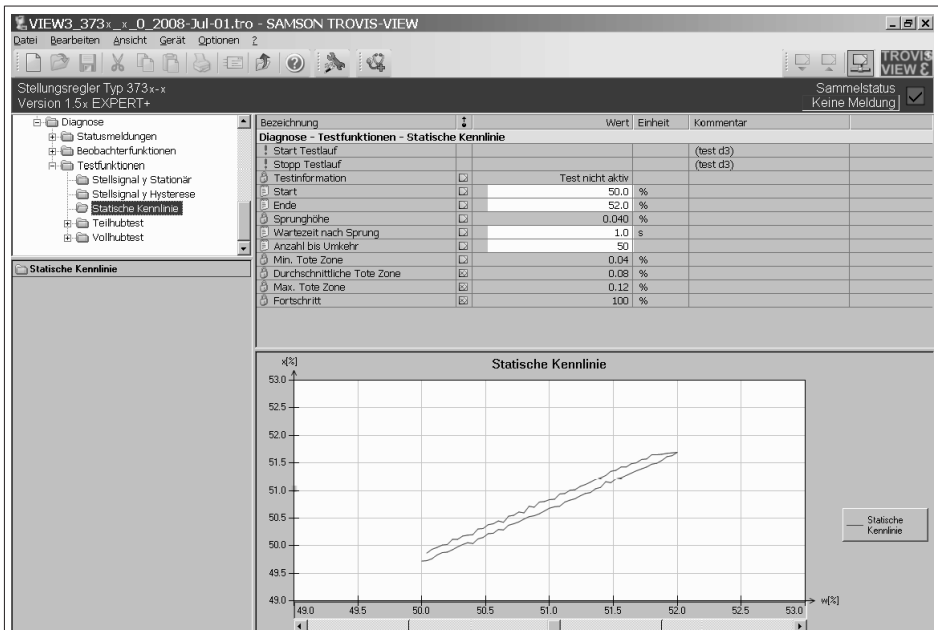 VIEW3_373x_x_0_2008-Jul-01.tro - SAMSON TROVIS-VIEW
Datei Bearbeiten Ansicht Gerät Optionen ?
TROVIS
VIEW 3
Stellungsregler Typ 373x-x
Version 1.5x EXPERT+
Sammelstatus
Keine Meldung
Diagnose
Statusmeldungen
Beobachterfunktionen
Testfunktionen
Stellsignal y Stationär
Stellsignal y Hysterese
Statische Kennlinie
Teilhubtest
Vollhubtest
Statische Kennlinie
Bezeichnung Wert Einheit Kommentar
Diagnose - Testfunktionen - Statische Kennlinie
! Start Testlauf (test d3)
! Stopp Testlauf (test d3)
Testinformation Test nicht aktiv
Start 50.0 %
Ende 52.0 %
Sprunghöhe 0.040 %
Wartezeit nach Sprung 1.0 s
Anzahl bis Umkehr 50
Min. Tote Zone 0.04 %
Durchschnittliche Tote Zone 0.08 %
Max. Tote Zone 0.12 %
Fortschritt 100 %
x[%]
Statische Kennlinie
53.0
52.5
52.0
51.5
51.0
50.5
50.0
49.5
49.0
49.0 49.5 50.0 50.5 51.0 51.5 52.0 52.5 53.0
w[%]
Statische
Kennlinie